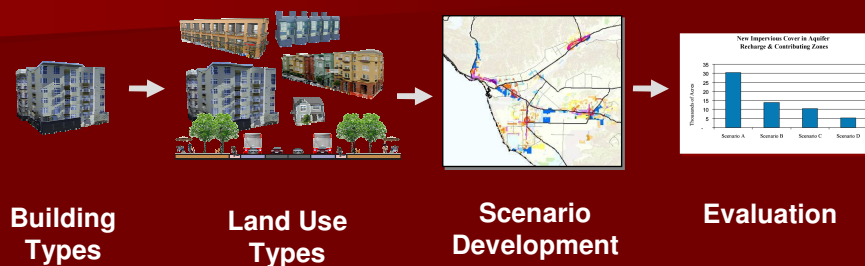 New Impervious Cover in Aquifer
Recharge & Contributing Zones
Thousands of Acres
35
30
25
20
15
10
5
-
Scenario A Scenario B Scenario C Scenario D
Building
Types
Land Use
Types
Scenario
Development
Evaluation